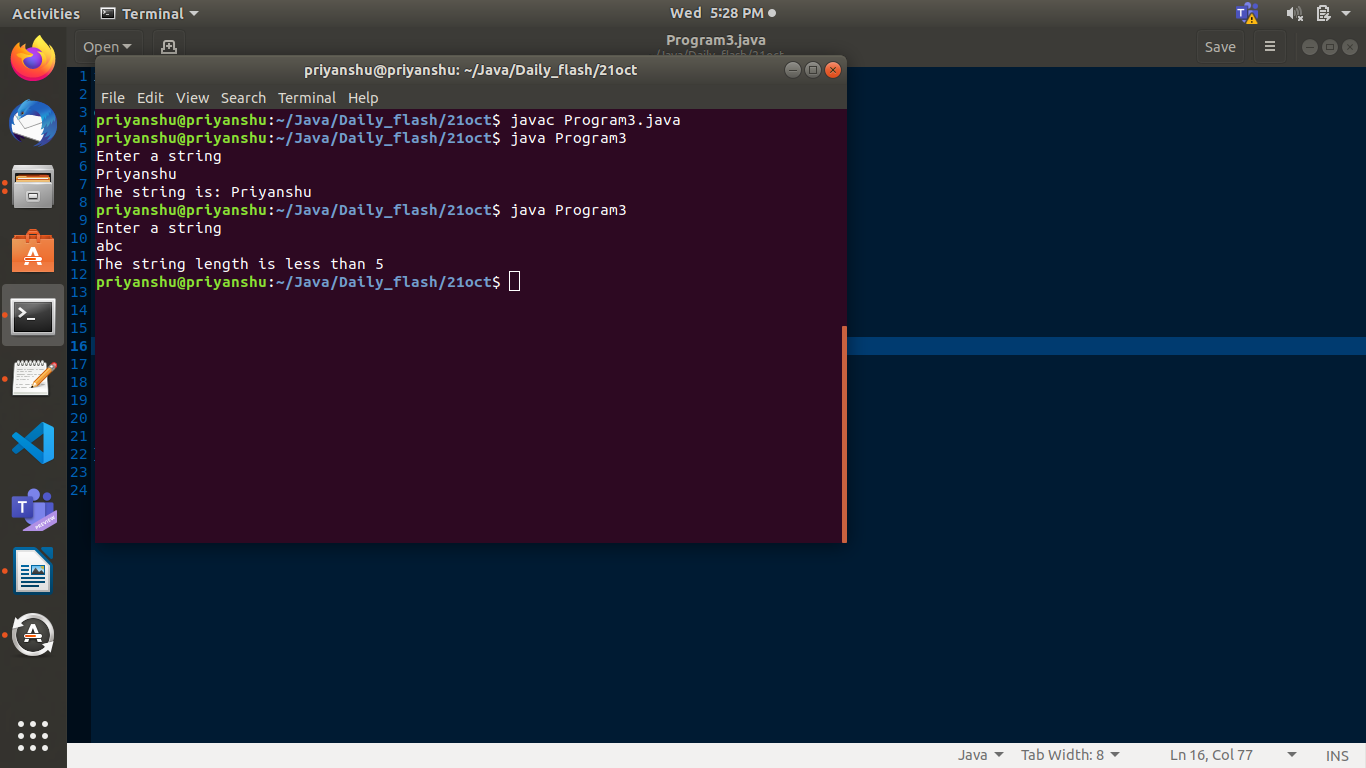 Activities Terminal Wed 5:28 PM
Open Program3.java Save
priyanshu@priyanshu: ~/Java/Daily_flash/21oct
File Edit View Search Terminal Help
priyanshu@priyanshu:~/Java/Daily_flash/21oct$ javac Program3.java
priyanshu@priyanshu:~/Java/Daily_flash/21oct$ java Program3
Enter a string
Priyanshu
The string is: Priyanshu
priyanshu@priyanshu:~/Java/Daily_flash/21oct$ java Program3
Enter a string
abc
The string length is less than 5
priyanshu@priyanshu:~/Java/Daily_flash/21oct$
1
2
3
4
5
6
7
8
9
10
11
12
13
14
15
16
17
18
19
20
21
22
23
24
T
PREVIEW
Java Tab Width: 8 Ln 16, Col 77 INS